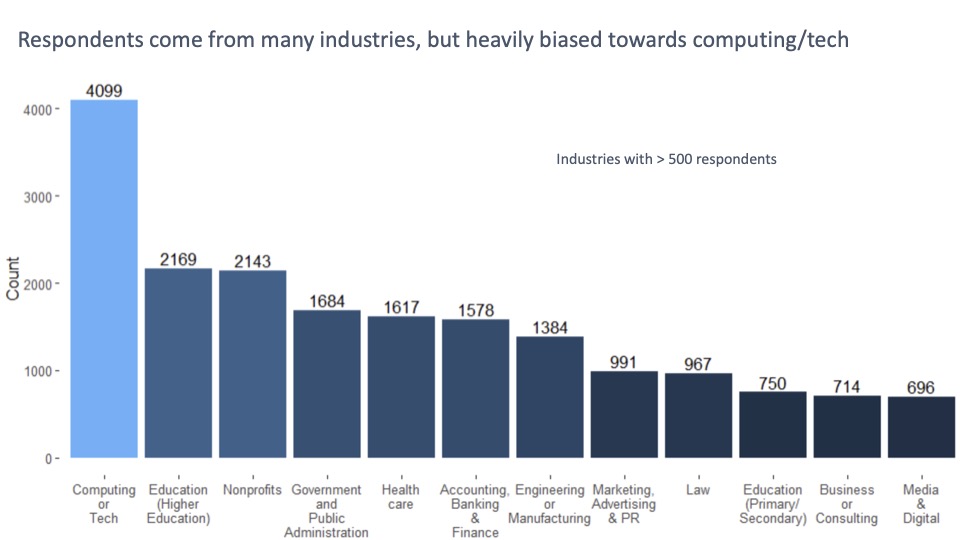 Respondents come from many industries, but heavily biased towards computing/tech
Industries with > 500 respondents
Count
4000
3000
2000
1000
0
4099
2169
2143
1684
1617
1578
1384
991
967
750
714
696
Computing
or
Tech
Education
(Higher
Education)
Nonprofits
Government
and
Public
Administration
Health
care
Accounting,
Banking
&
Finance
Engineering
or
Manufacturing
Marketing,
Advertising
& PR
Law
Education
(Primary/
Secondary)
Business
or
Consulting
Media
&
Digital